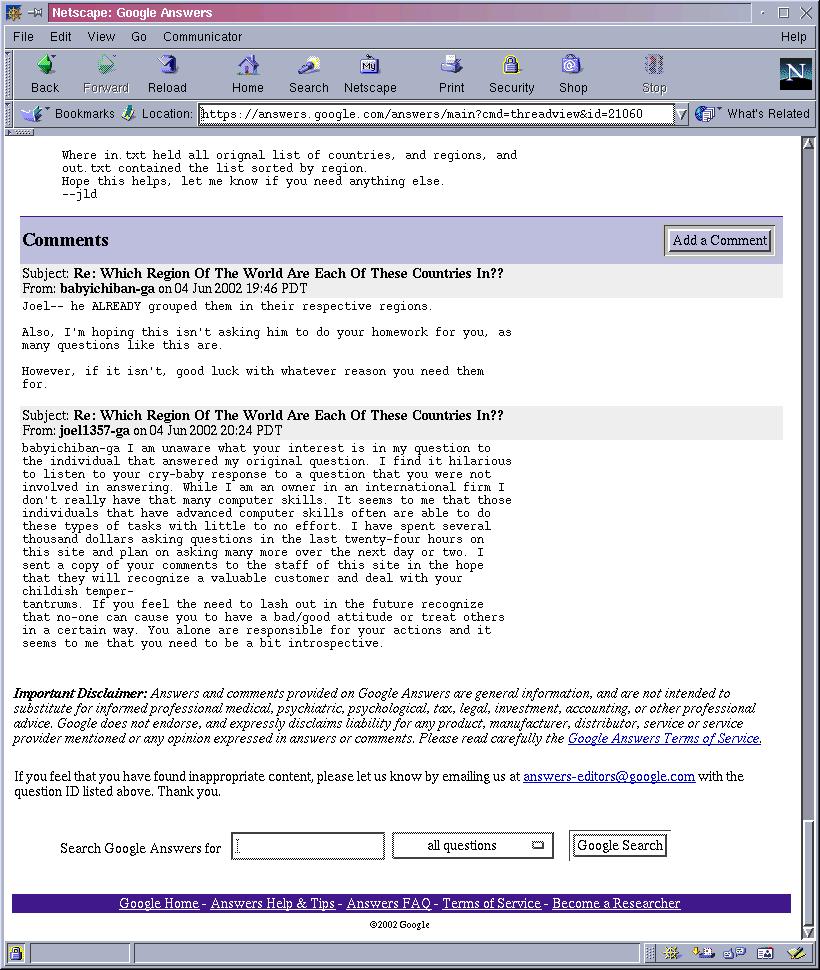 Netscape: Google Answers
File Edit View Go Communicator Help
Back Forward Reload Home Search Netscape Print Security Shop Stop
My
N
Bookmarks Location: https://answers.google.com/answers/main?cmd=threadview&id=21060 What's Related
Where in.txt held all orignal list of countries, and regions, and
out.txt contained the list sorted by region.
Hope this helps, let me know if you need anything else.
--jld
Comments
Add a Comment
Subject: Re: Which Region Of The World Are Each Of These Countries In??
From: babyichiban-ga on 04 Jun 2002 19:46 PDT
Joel-- he ALREADY grouped them in their respective regions.
Also, I'm hoping this isn't asking him to do your homework for you, as
many questions like this are.
However, if it isn't, good luck with whatever reason you need them
for.
Subject: Re: Which Region Of The World Are Each Of These Countries In??
From: joel1357-ga on 04 Jun 2002 20:24 PDT
babyichiban-ga I am unaware what your interest is in my question to
the individual that answered my original question. I find it hilarious
to listen to your cry-baby response to a question that you were not
involved in answering. While I am an owner in an international firm I
don't really have that many computer skills. It seems to me that those
individuals that have advanced computer skills often are able to do
these types of tasks with little to no effort. I have spent several
thousand dollars asking questions in the last twenty-four hours on
this site and plan on asking many more over the next day or two. I
sent a copy of your comments to the staff of this site in the hope
that they will recognize a valuable customer and deal with your
childish temper-
tantrums. If you feel the need to lash out in the future recognize
that no-one can cause you to have a bad/good attitude or treat others
in a certain way. You alone are responsible for your actions and it
seems to me that you need to be a bit introspective.
Important Disclaimer: Answers and comments provided on Google Answers are general information, and are not intended to
substitute for informed professional medical, psychiatric, psychological, tax, legal, investment, accounting, or other professional
advice. Google does not endorse, and expressly disclaims liability for any product, manufacturer, distributor, service or service
provider mentioned or any opinion expressed in answers or comments. Please read carefully the Google Answers Terms of Service.
If you feel that you have found inappropriate content, please let us know by emailing us at answers-editors@google.com with the
question ID listed above. Thank you.
Search Google Answers for all questions Google Search
Google Home - Answers Help & Tips - Answers FAQ - Terms of Service - Become a Researcher
©2002 Google